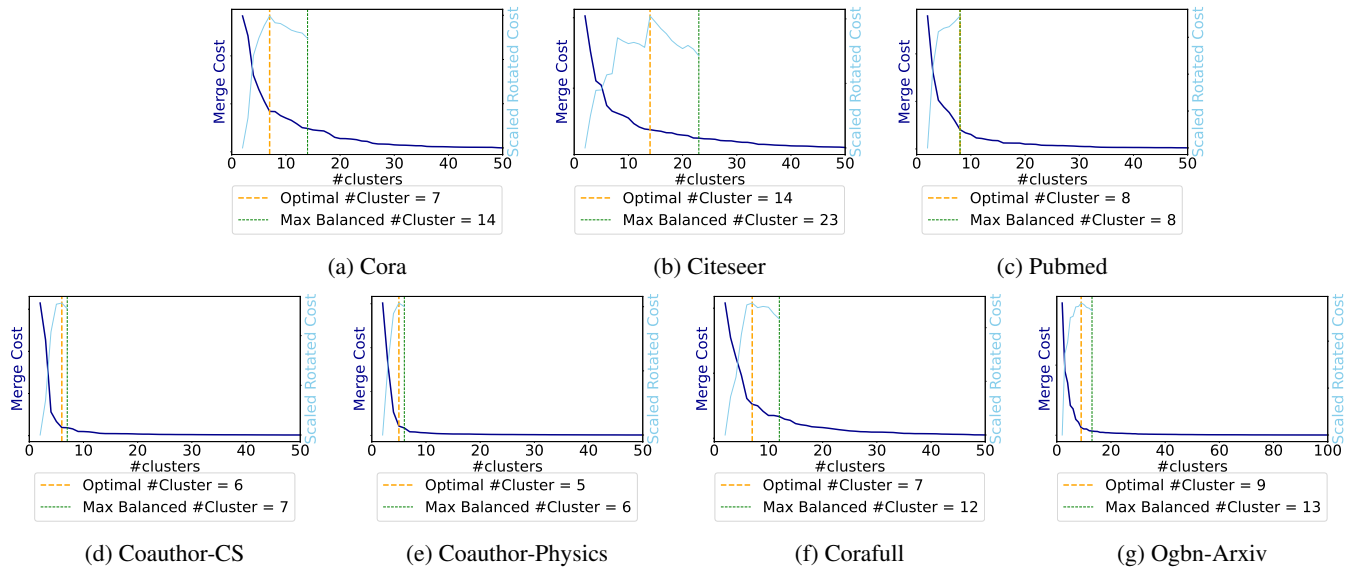 Merge Cost
Scaled Rotated Cost
0 10 20 30 40 50
#clusters
Optimal #Cluster = 7
Max Balanced #Cluster = 14
(a) Cora
Merge Cost
Scaled Rotated Cost
0 10 20 30 40 50
#clusters
Optimal #Cluster = 14
Max Balanced #Cluster = 23
(b) Citeseer
Merge Cost
Scaled Rotated Cost
0 10 20 30 40 50
#clusters
Optimal #Cluster = 8
Max Balanced #Cluster = 8
(c) Pubmed
Merge Cost
Scaled Rotated Cost
0 10 20 30 40 50
#clusters
Optimal #Cluster = 6
Max Balanced #Cluster = 7
(d) Coauthor-CS
Merge Cost
Scaled Rotated Cost
0 10 20 30 40 50
#clusters
Optimal #Cluster = 5
Max Balanced #Cluster = 6
(e) Coauthor-Physics
Merge Cost
Scaled Rotated Cost
0 10 20 30 40 50
#clusters
Optimal #Cluster = 7
Max Balanced #Cluster = 12
(f) Corafull
Merge Cost
Scaled Rotated Cost
0 20 40 60 80 100
#clusters
Optimal #Cluster = 9
Max Balanced #Cluster = 13
(g) Ogbn-Arxiv